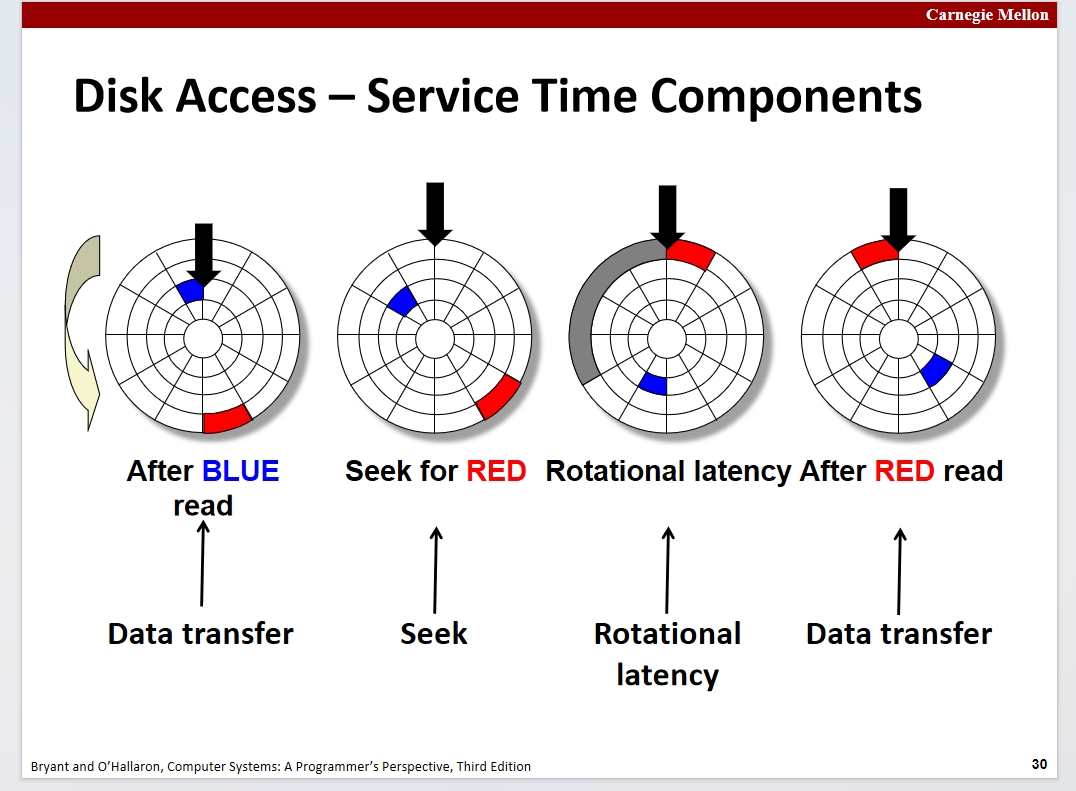 Carnegie Mellon
Disk Access – Service Time Components
After BLUE
read
Seek for RED
Rotational latency
After RED read
Data transfer
Seek
Rotational
latency
Data transfer
Bryant and O’Hallaron, Computer Systems: A Programmer’s Perspective, Third Edition
30